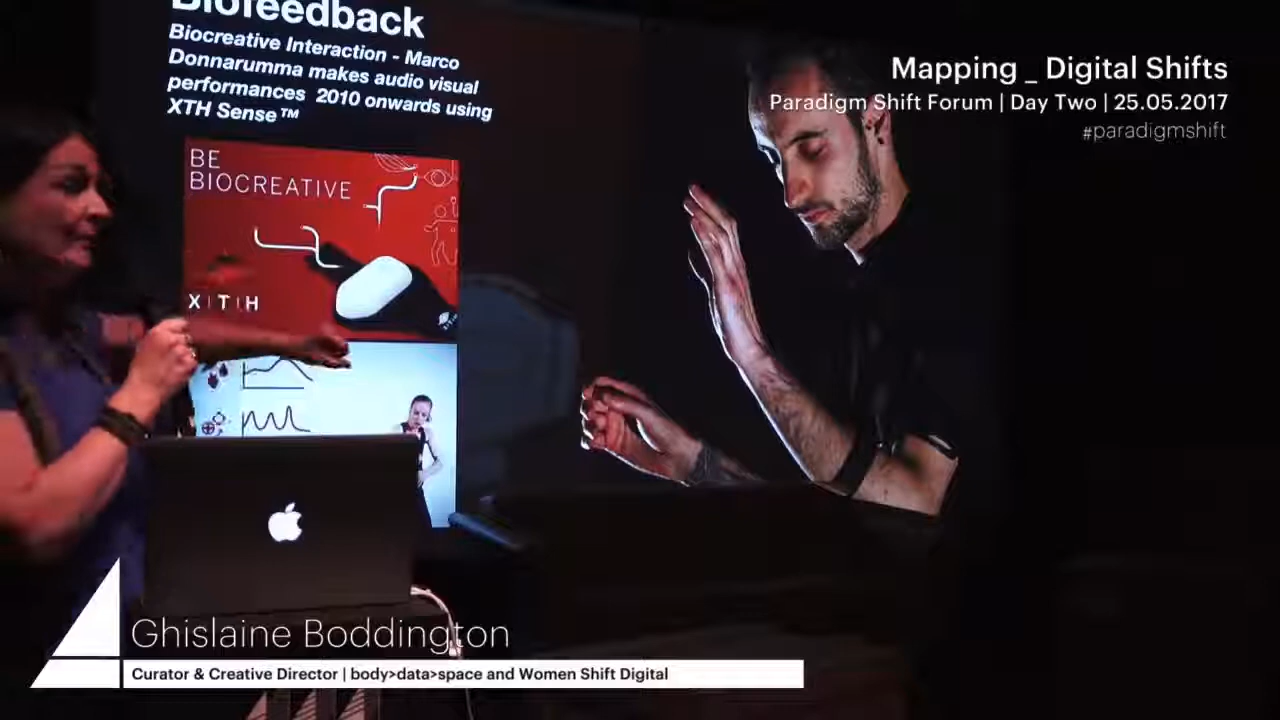 Biofeedback
Biocreative Interaction - Marco
Donnarumma makes audio visual
performances 2010 onwards using
XTH Sense™
BE
BIOCREATIVE
X|T|H
Mapping _ Digital Shifts
Paradigm Shift Forum | Day Two | 25.05.2017
#paradigmshift
Ghislaine Boddington
Curator & Creative Director | body>data>space and Women Shift Digital